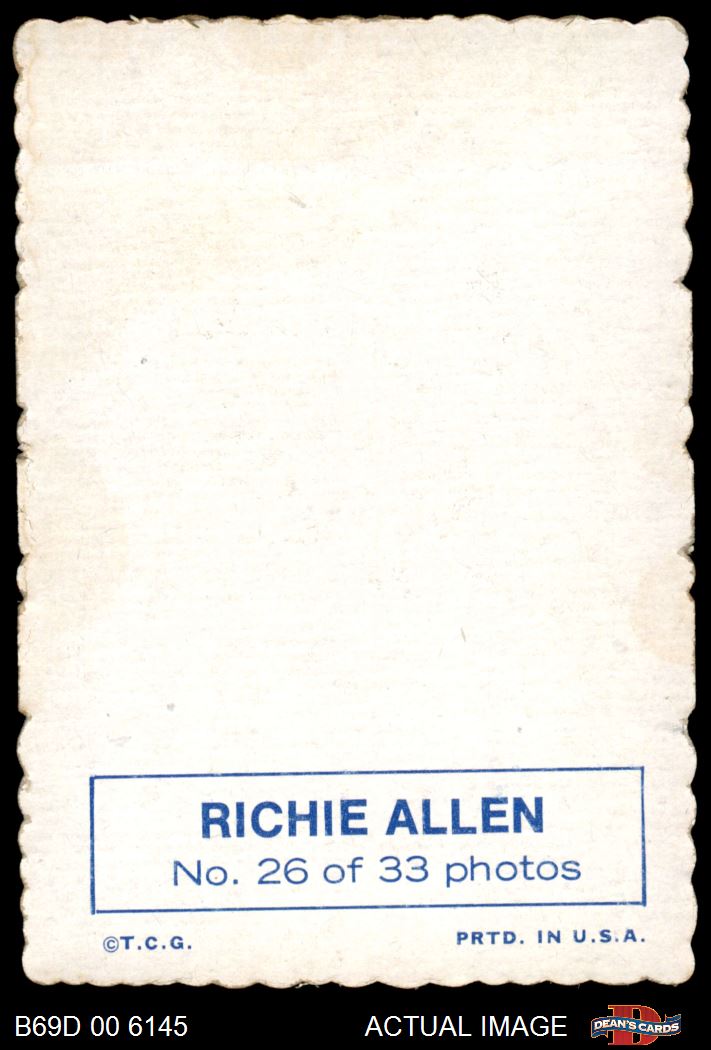 RICHIE ALLEN
No. 26 of 33 photos
©T.C.G. PRTD. IN U.S.A.
B69D 00 6145 ACTUAL IMAGE D DEAN'S CARDS